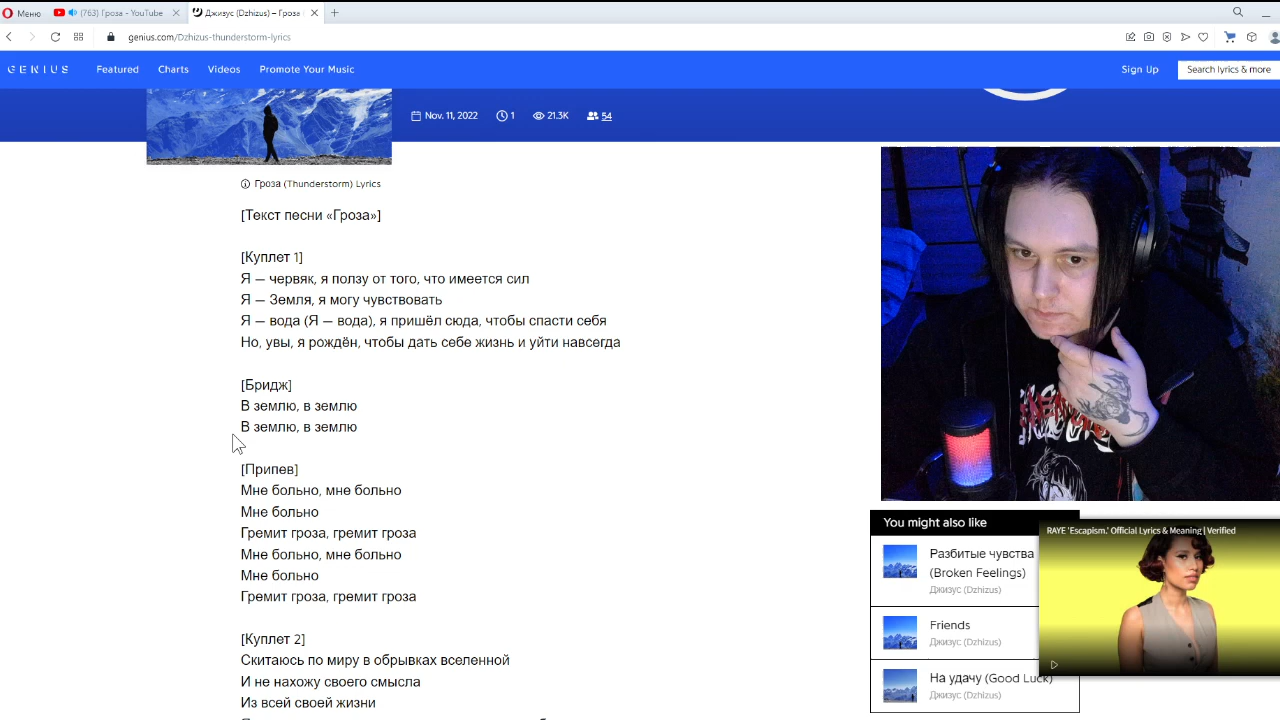 Меню
(763) Гроза - YouTube
Джизус (Dzhizus) – Гроза
genius.com/Dzhizus-thunderstorm-lyrics
GENIUS
Featured
Charts
Videos
Promote Your Music
Sign Up
Search lyrics & more
Nov. 11, 2022
1
21.3K
54
Гроза (Thunderstorm) Lyrics
[Текст песни «Гроза»]
[Куплет 1]
Я — червяк, я ползу от того, что имеется сил
Я — Земля, я могу чувствовать
Я — вода (Я — вода), я пришёл сюда, чтобы спасти себя
Но, увы, я рождён, чтобы дать себе жизнь и уйти навсегда
[Бридж]
В землю, в землю
В землю, в землю
[Припев]
Мне больно, мне больно
Мне больно
Гремит гроза, гремит гроза
Мне больно, мне больно
Мне больно
Гремит гроза, гремит гроза
[Куплет 2]
Скитаюсь по миру в обрывках вселенной
И не нахожу своего смысла
Из всей своей жизни
You might also like
Разбитые чувства
(Broken Feelings)
Джизус (Dzhizus)
Friends
Джизус (Dzhizus)
На удачу (Good Luck)
Джизус (Dzhizus)
RAYE 'Escapism.' Official Lyrics & Meaning | Verified